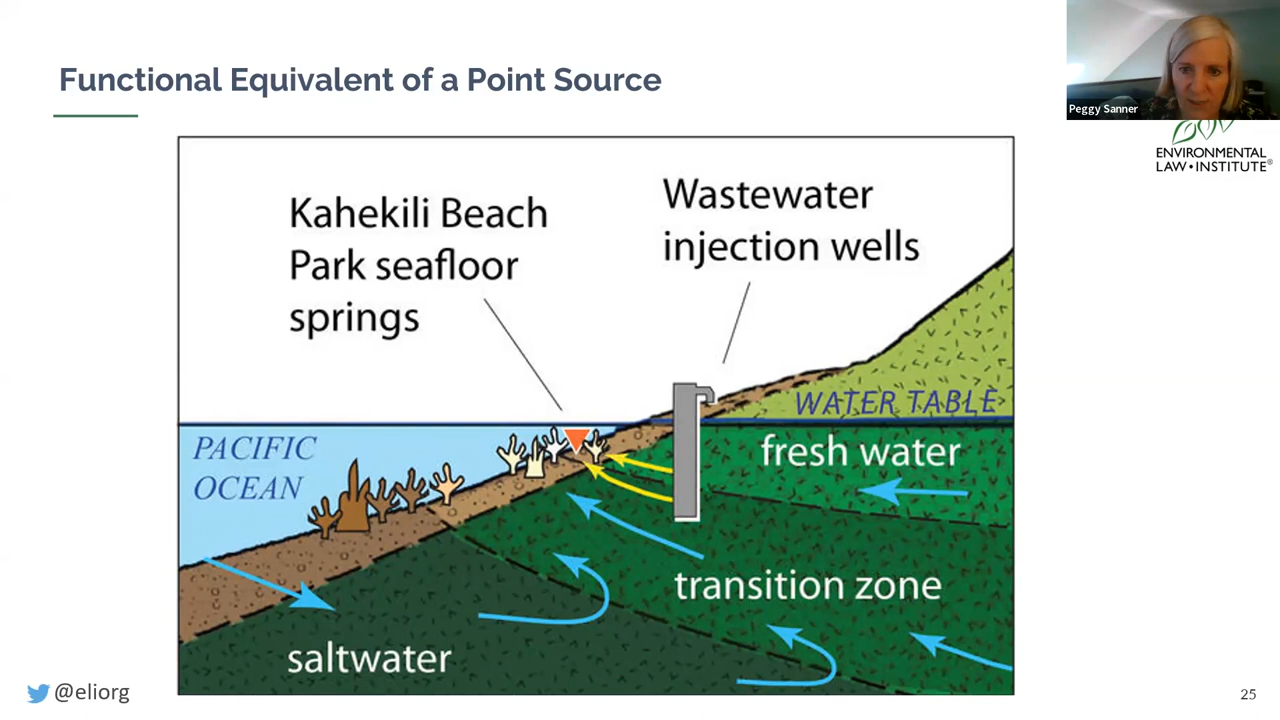 Functional Equivalent of a Point Source
Peggy Sanner
ENVIRONMENTAL
LAW•INSTITUTE®
Kahekili Beach
Park seafloor
springs
Wastewater
injection wells
WATER TABLE
PACIFIC
OCEAN
fresh water
transition zone
saltwater
@eliorg
25